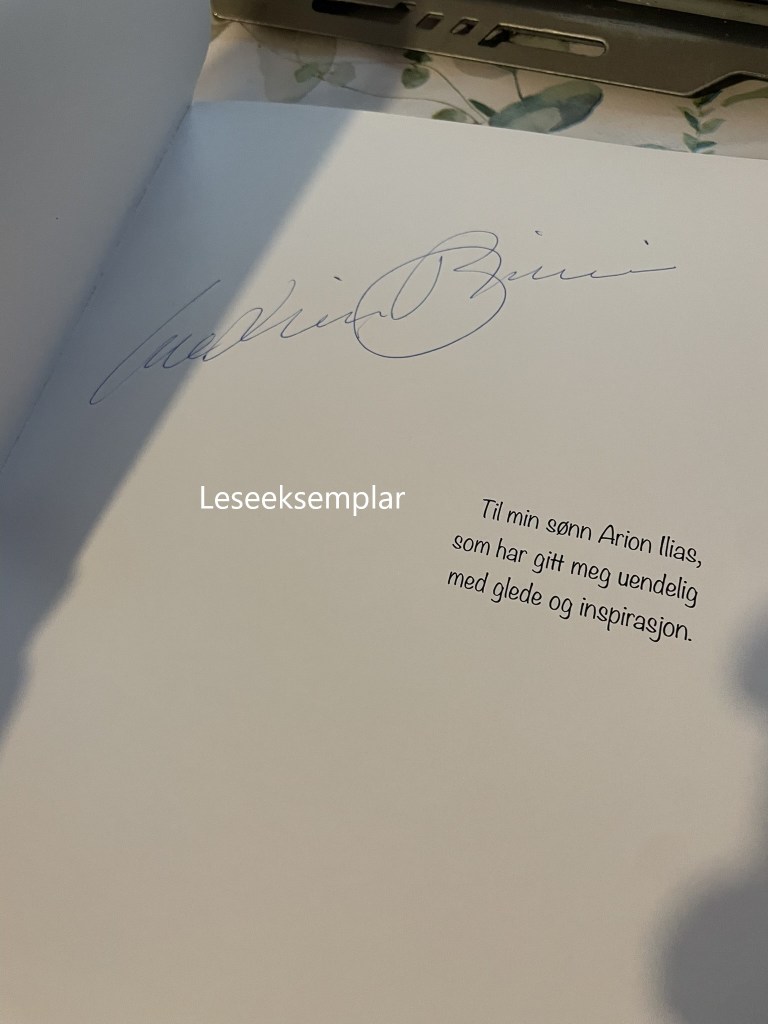 Leseeksemplar
Til min sønn Arion Ilias,
som har gitt meg uendelig
med glede og inspirasjon.